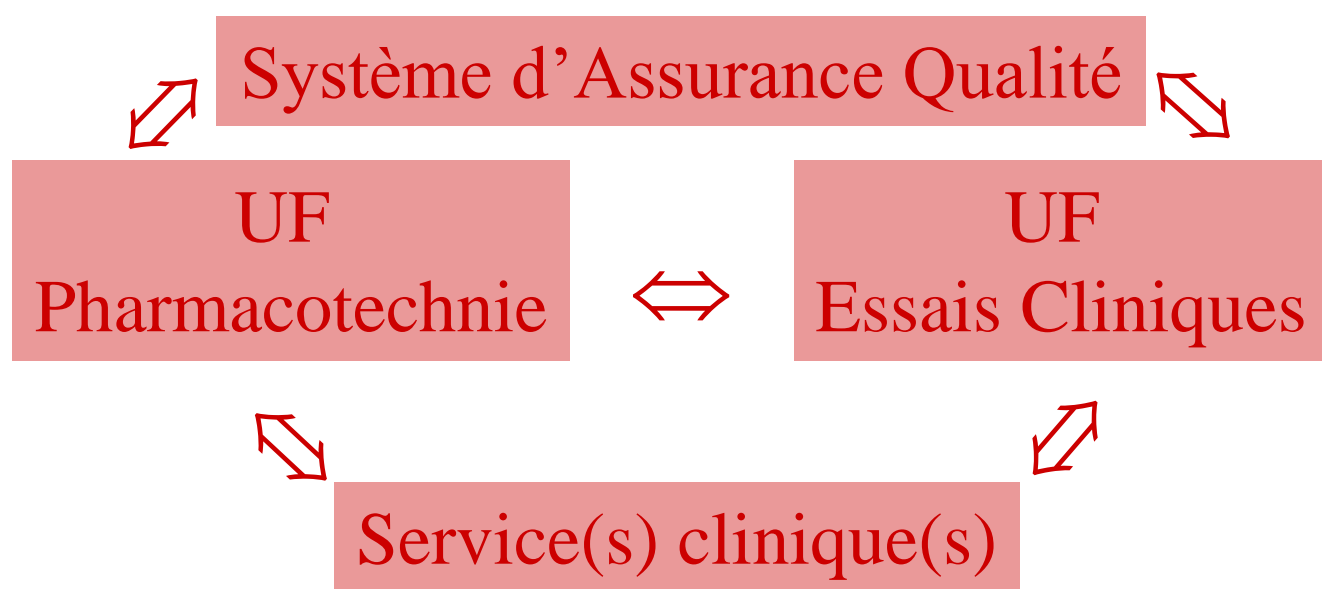 Système d’Assurance Qualité
UF
Pharmacotechnie
UF
Essais Cliniques
Service(s) clinique(s)